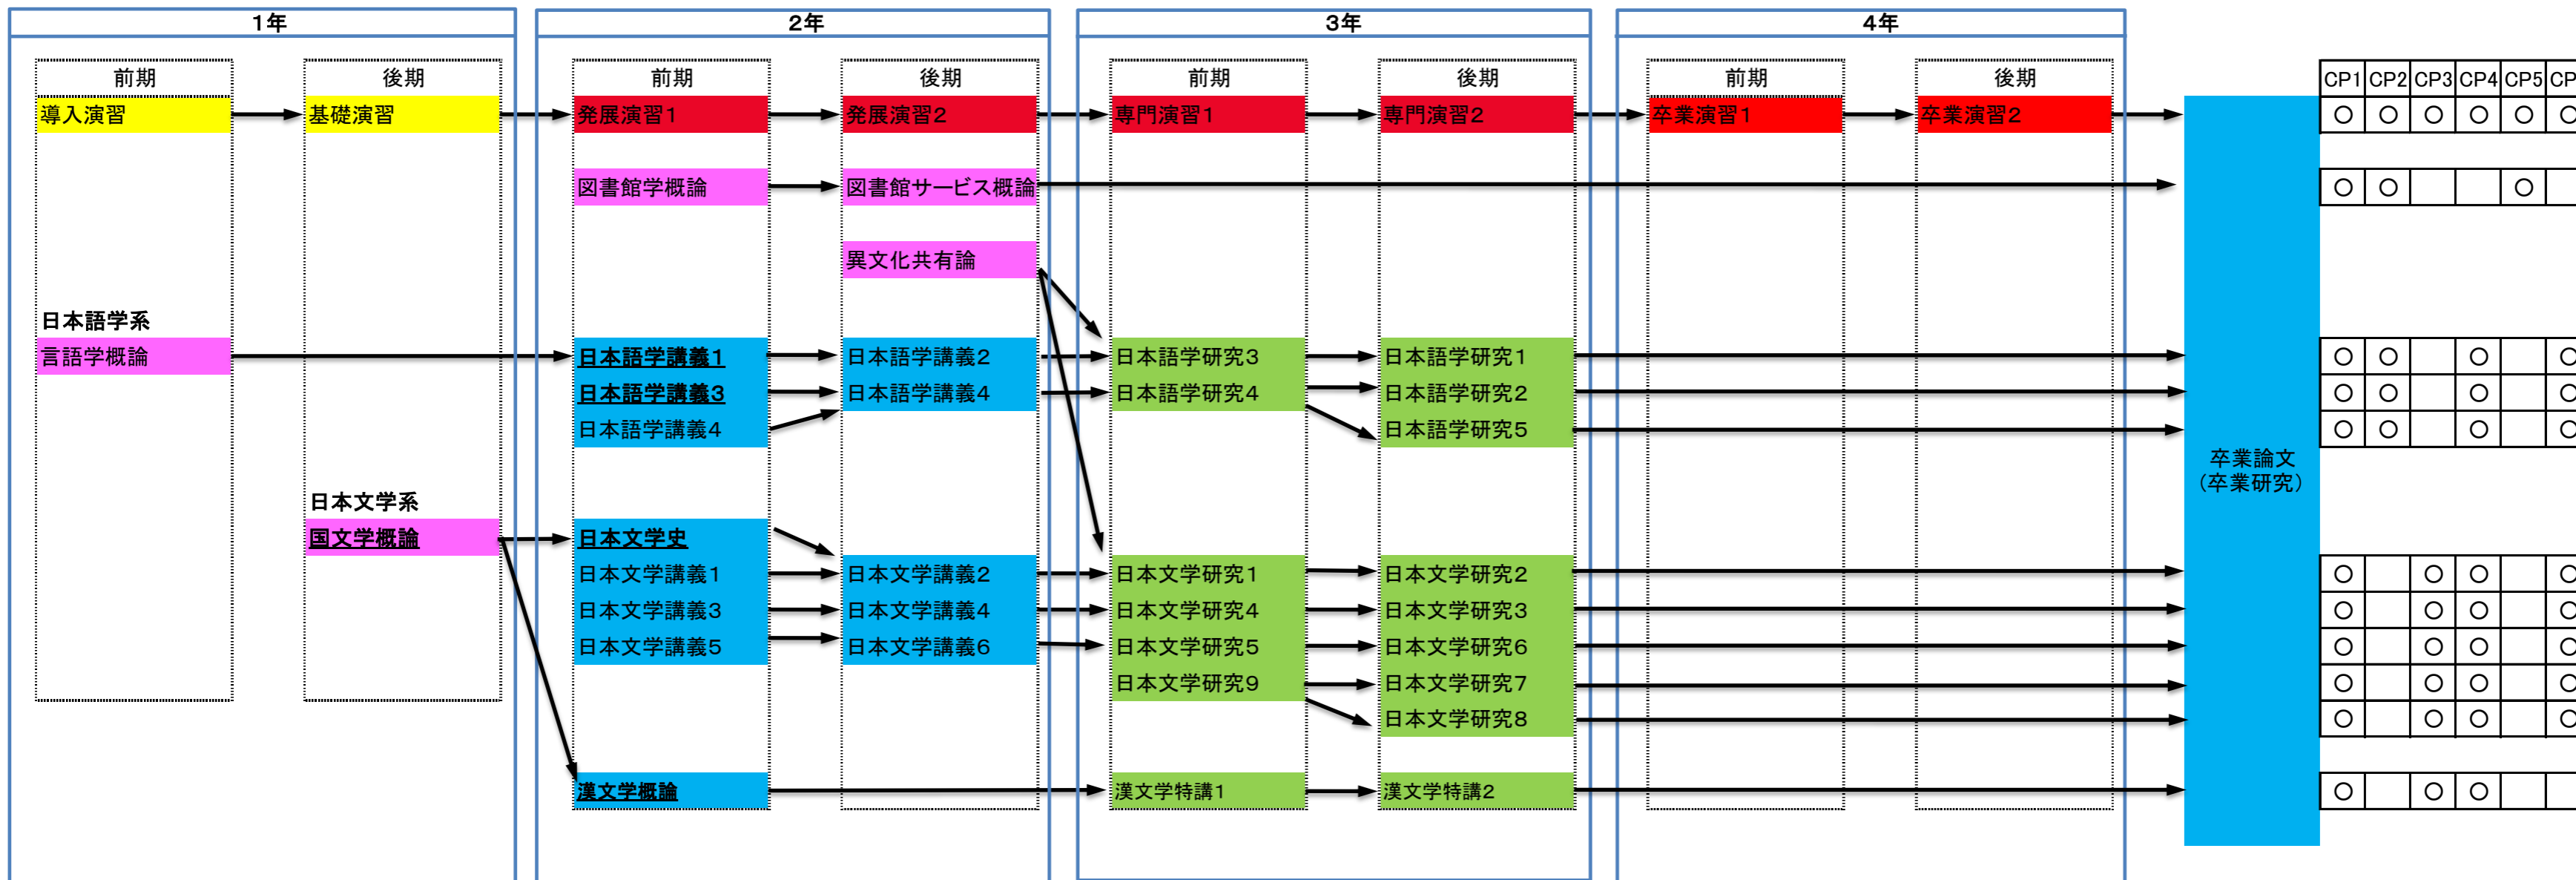 1年 2年 3年 4年
前期 後期 前期 後期 前期 後期 前期 後期 CP1 CP2 CP3 CP4 CP5
導入演習 基礎演習 発展演習1 発展演習2 専門演習1 専門演習2 卒業演習1 卒業演習2 ○ ○ ○ ○ ○ ○
図書館学概論 図書館サービス概論 ○ ○ ○
異文化共有論
日本語学系
言語学概論 日本語学講義1 日本語学講義2 日本語学研究3 日本語学研究1 ○ ○ ○ ○
日本語学講義3 日本語学講義4 日本語学研究4 日本語学研究2 ○ ○ ○ ○
日本語学講義4 日本語学研究5 ○ ○ ○ ○
卒業論文
(卒業研究)
日本文学系
国文学概論 日本文学史
日本文学講義1 日本文学講義2 日本文学研究1 日本文学研究2 ○ ○ ○ ○
日本文学講義3 日本文学講義4 日本文学研究4 日本文学研究3 ○ ○ ○ ○
日本文学講義5 日本文学講義6 日本文学研究5 日本文学研究6 ○ ○ ○ ○
日本文学研究9 日本文学研究7 ○ ○ ○ ○
日本文学研究8 ○ ○ ○ ○
漢文学概論 漢文学特講1 漢文学特講2 ○ ○ ○